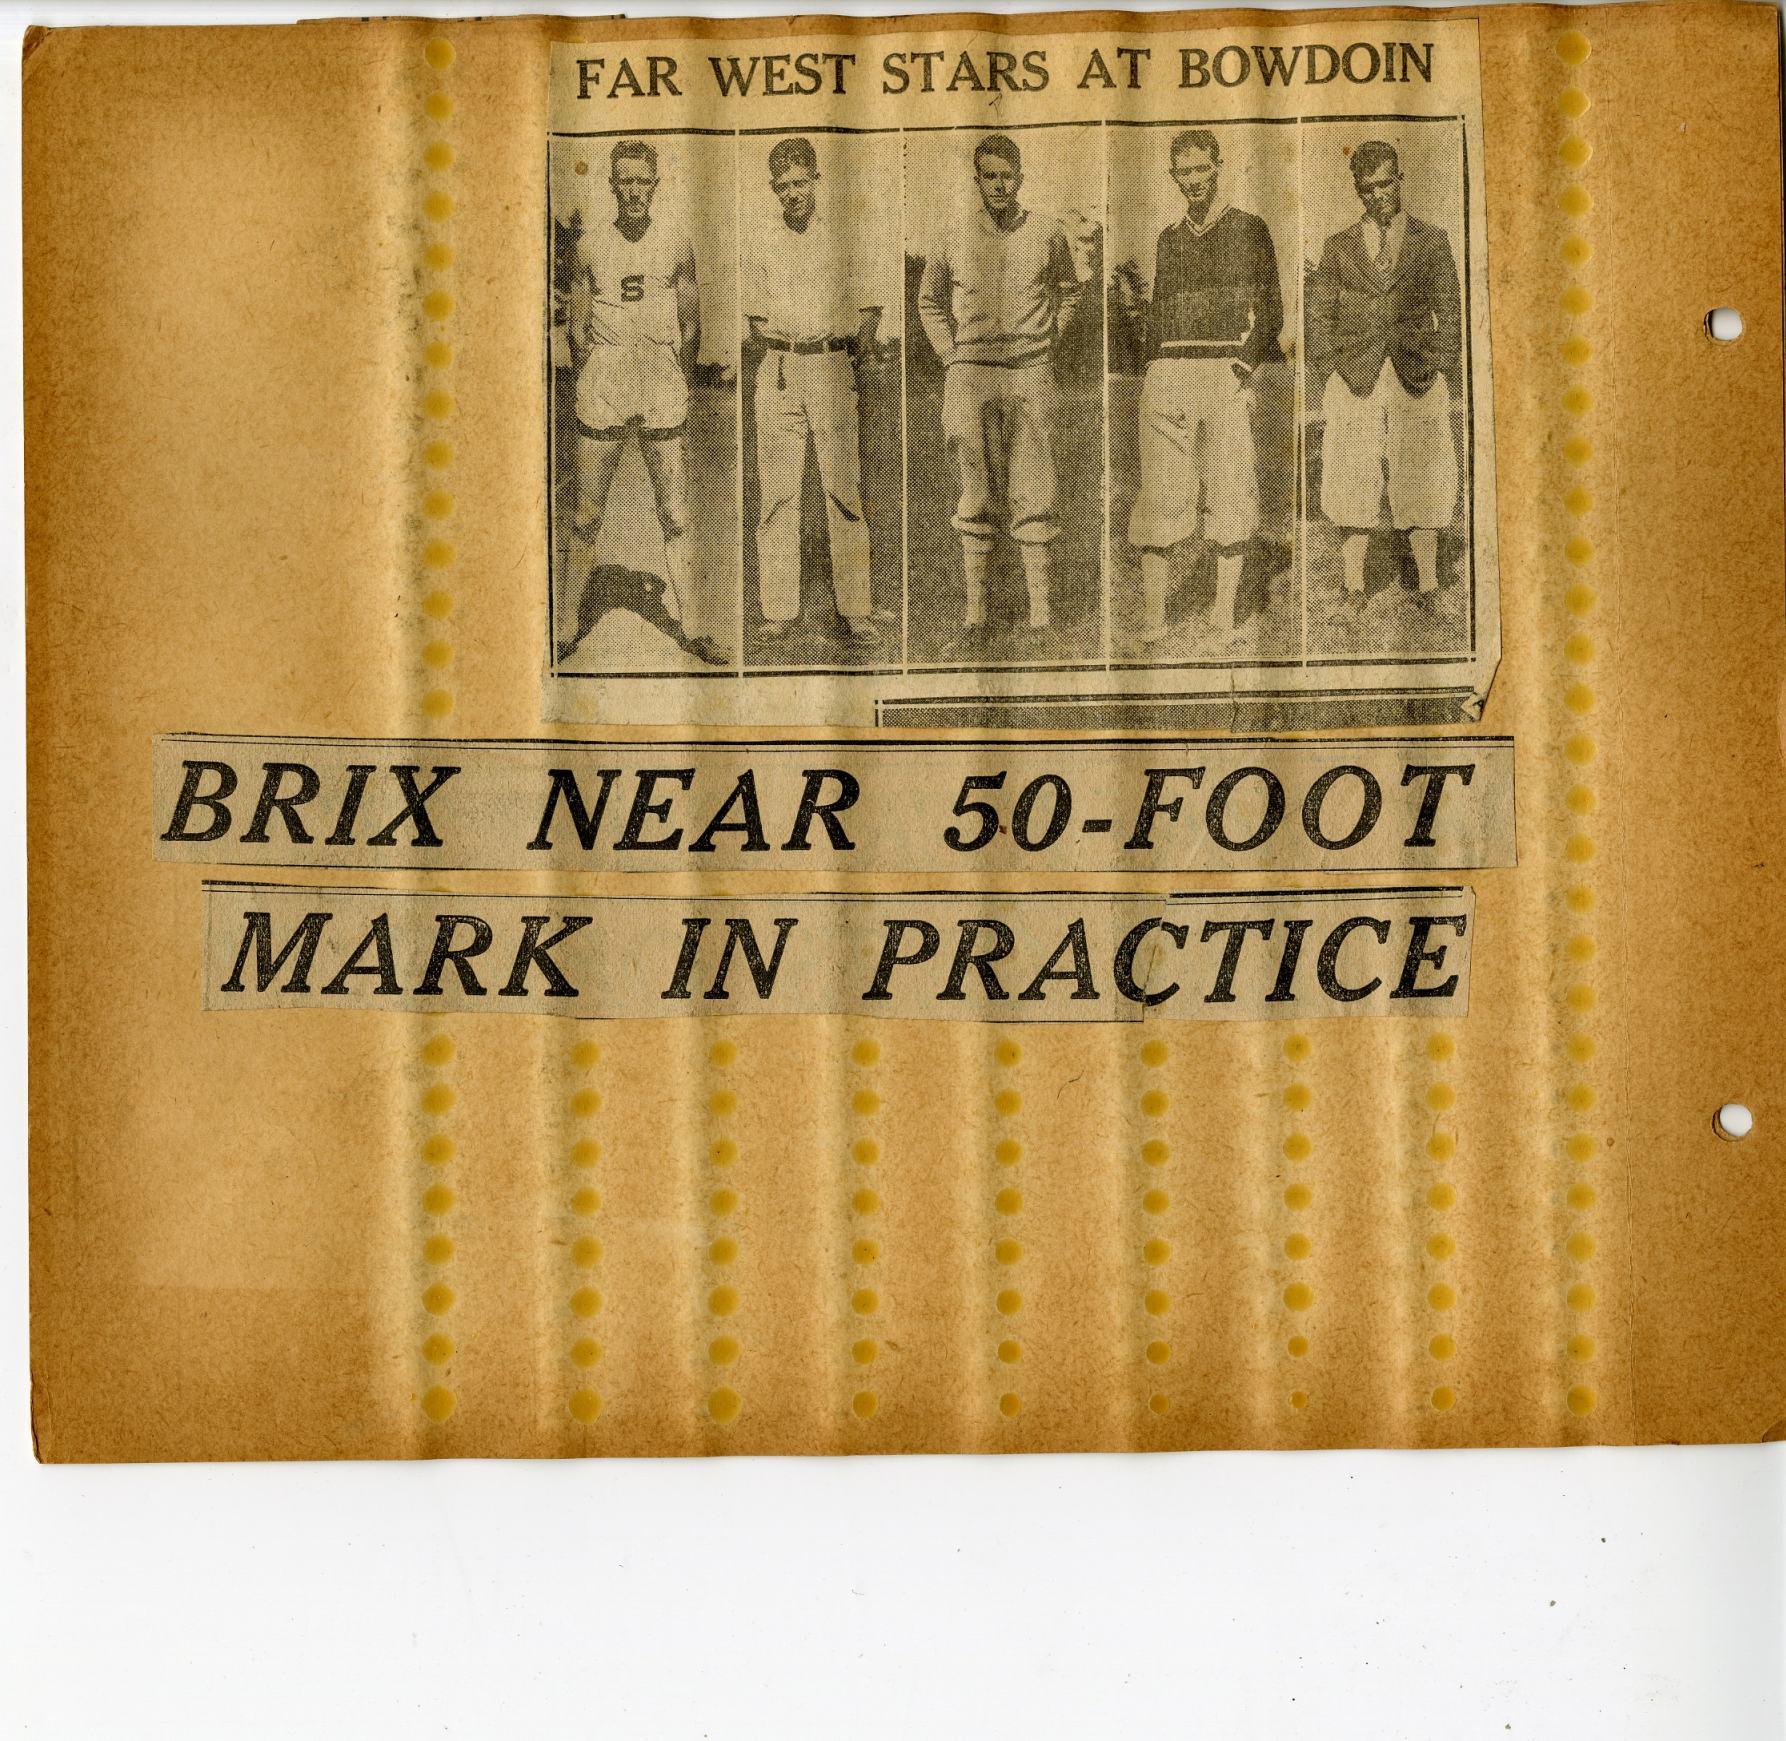 FAR WEST STARS AT BOWDOIN
S
BRIX NEAR 50-FOOT
MARK IN PRACTICE